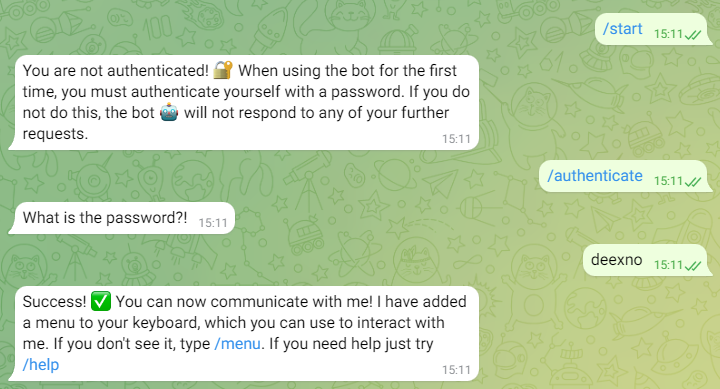 /start 15:11
You are not authenticated! 🔐 When using the bot for the first
time, you must authenticate yourself with a password. If you do
not do this, the bot 🤖 will not respond to any of your further
requests.
15:11
/authenticate 15:11
What is the password?! 15:11
deexno 15:11
Success! ✅ You can now communicate with me! I have added
a menu to your keyboard, which you can use to interact with
me. If you don't see it, type /menu. If you need help just try
/help
15:11